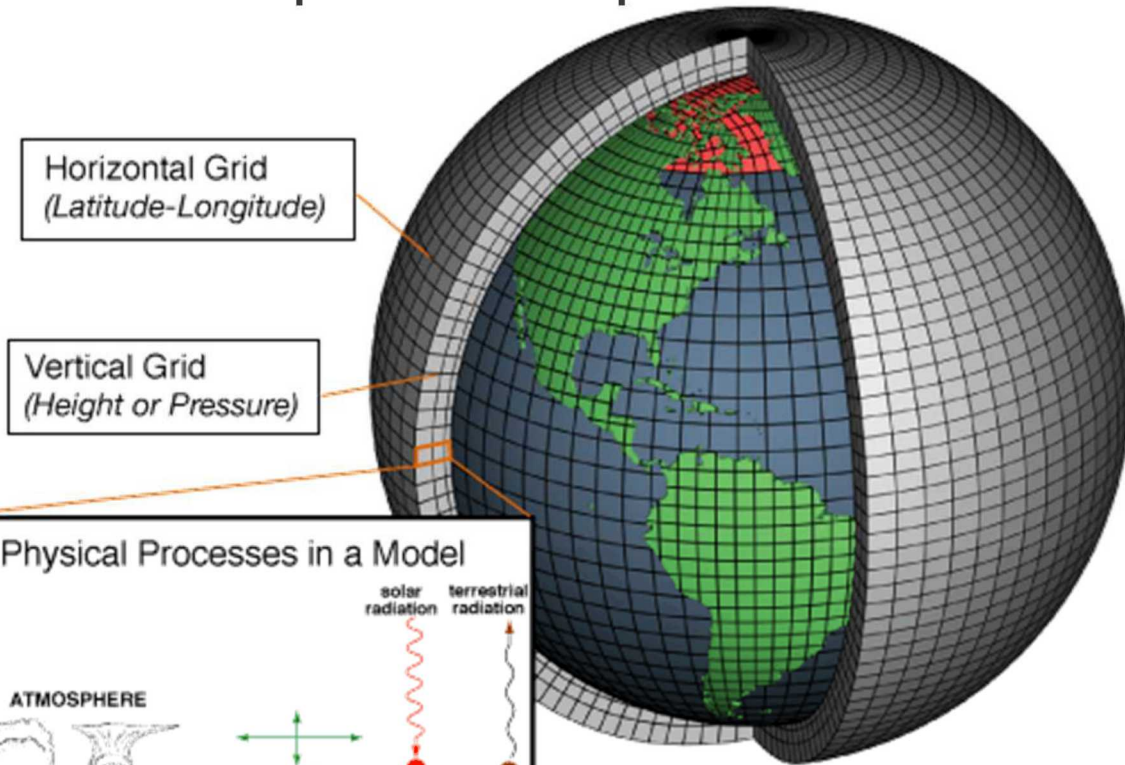 Horizontal Grid
(Latitude-Longitude)
Vertical Grid
(Height or Pressure)
Physical Processes in a Model
solar
radiation
terrestrial
radiation
ATMOSPHERE